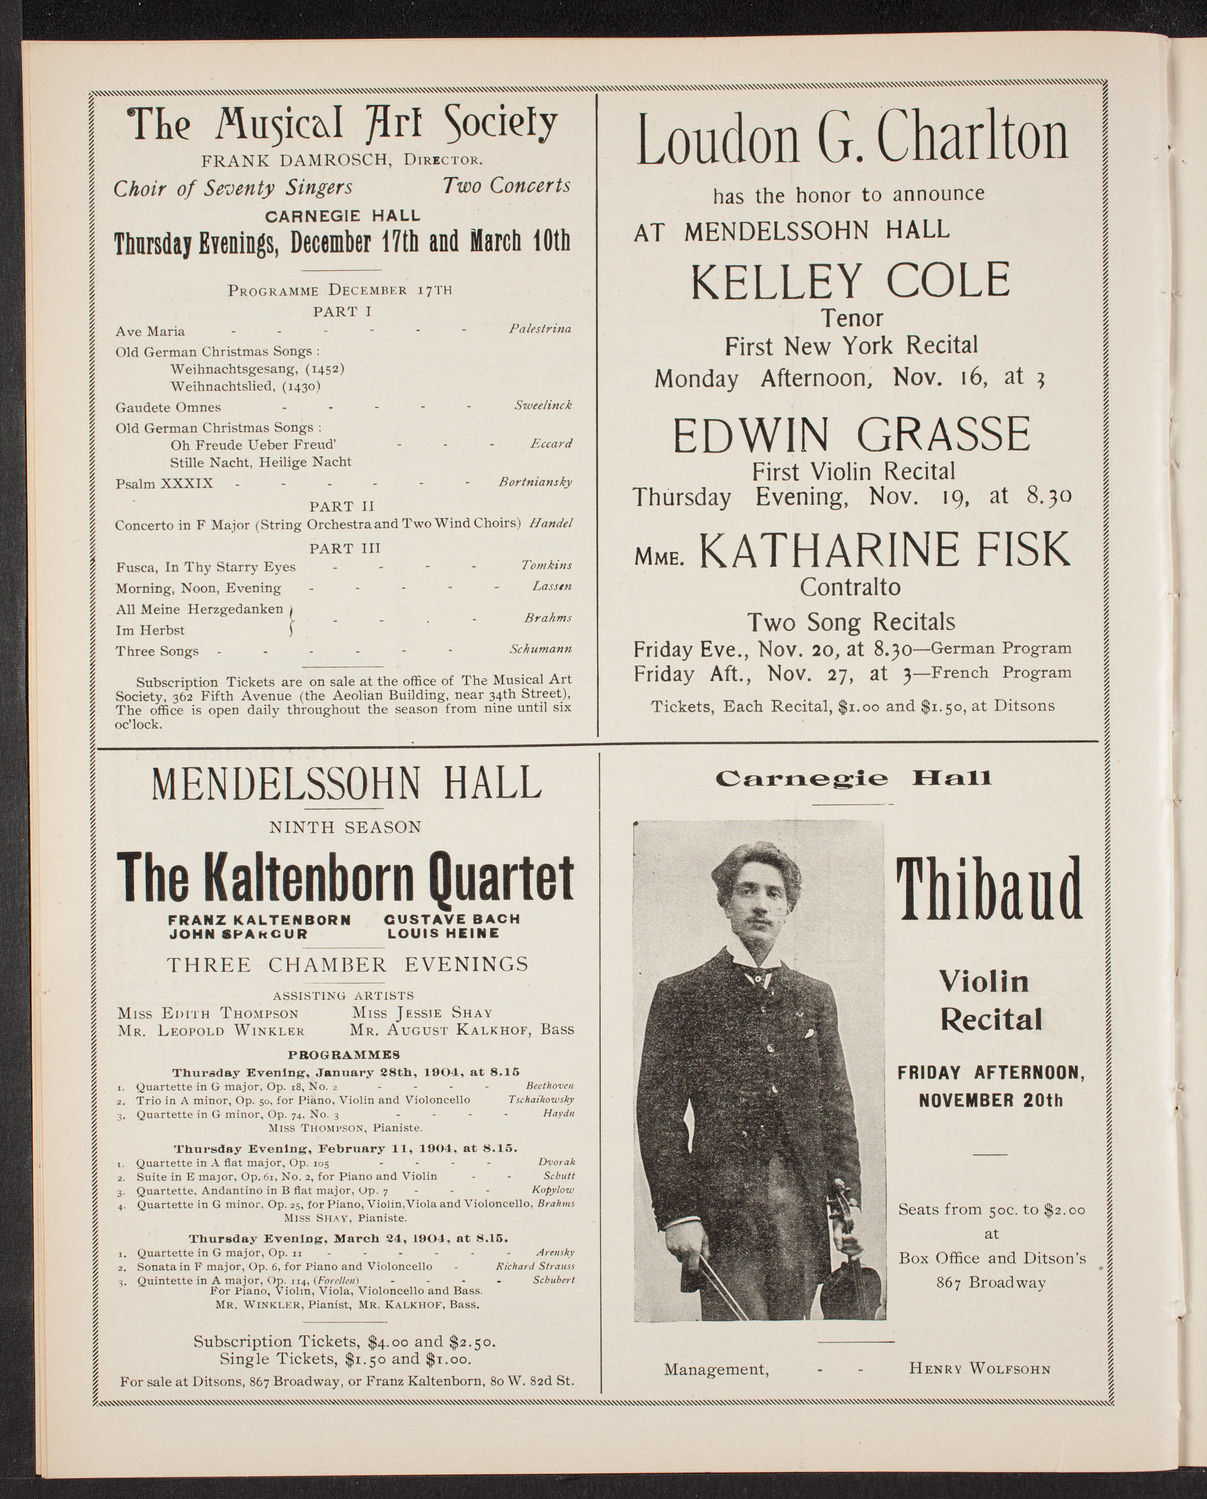 The Musical Art Society
FRANK DAMROSCH, DIRECTOR.
Choir of Seventy Singers Two Concerts
CARNEGIE HALL
Thursday Evenings, December 17th and March 10th
PROGRAMME DECEMBER 17TH
PART I
Ave Maria - - - - - - Palestrina
Old German Christmas Songs :
Weihnachtsgesang, (1452)
Weihnachtslied, (1430)
Gaudete Omnes - - - - - Sweelinck
Old German Christmas Songs :
Oh Freude Ueber Freud' - - - Eccard
Stille Nacht, Heilige Nacht
Psalm XXXIX - - - - - - Bortniansky
PART II
Concerto in F Major (String Orchestra and Two Wind Choirs) Handel
PART III
Fusca, In Thy Starry Eyes - - - - Tomkins
Morning, Noon, Evening - - - - - Lassen
All Meine Herzgedanken }
Im Herbst } - - - - Brahms
Three Songs - - - - - - Schumann
Subscription Tickets are on sale at the office of The Musical Art
Society, 362 Fifth Avenue (the Aeolian Building, near 34th Street),
The office is open daily throughout the season from nine until six
oc'lock.
Loudon G. Charlton
has the honor to announce
AT MENDELSSOHN HALL
KELLEY COLE
Tenor
First New York Recital
Monday Afternoon, Nov. 16, at 3
EDWIN GRASSE
First Violin Recital
Thursday Evening, Nov. 19, at 8.30
MME. KATHARINE FISK
Contralto
Two Song Recitals
Friday Eve., Nov. 20, at 8.30—German Program
Friday Aft., Nov. 27, at 3—French Program
Tickets, Each Recital, $1.00 and $1.50, at Ditsons
MENDELSSOHN HALL
NINTH SEASON
The Kaltenborn Quartet
FRANZ KALTENBORN GUSTAVE BACH
JOHN SPARGUR LOUIS HEINE
THREE CHAMBER EVENINGS
ASSISTING ARTISTS
MISS EDITH THOMPSON MISS JESSIE SHAY
MR. LEOPOLD WINKLER MR. AUGUST KALKHOF, Bass
PROGRAMMES
Thursday Evening, January 28th, 1904, at 8.15
1. Quartette in G major, Op. 18, No. 2 - - - - Beethoven
2. Trio in A minor, Op. 50, for Piano, Violin and Violoncello Tschaikowsky
3. Quartette in G minor, Op. 74, No. 3 - - - - Haydn
MISS THOMPSON, Pianiste.
Thursday Evening, February 11, 1904, at 8.15.
1. Quartette in A flat major, Op. 105 - - - - Dvorak
2. Suite in E major, Op. 61, No. 2, for Piano and Violin - - Schutt
3. Quartette, Andantino in B flat major, Op. 7 - - - Kopylow
4. Quartette in G minor, Op. 25, for Piano, Violin, Viola and Violoncello, Brahms
MISS SHAY, Pianiste.
Thursday Evening, March 24, 1904, at 8.15.
1. Quartette in G major, Op. 11 - - - - - - Arensky
2. Sonata in F major, Op. 6, for Piano and Violoncello - Richard Strauss
3. Quintette in A major, Op. 114, (Forellen) - - - - Schubert
For Piano, Violin, Viola, Violoncello and Bass.
MR. WINKLER, Pianist, MR. KALKHOF, Bass.
Subscription Tickets, $4.00 and $2.50.
Single Tickets, $1.50 and $1.00.
For sale at Ditsons, 867 Broadway, or Franz Kaltenborn, 80 W. 82d St.
Carnegie Hall
Thibaud
Violin
Recital
FRIDAY AFTERNOON,
NOVEMBER 20th
Seats from 50c. to $2.00
at
Box Office and Ditson's
867 Broadway
Management, - - HENRY WOLFSOHN